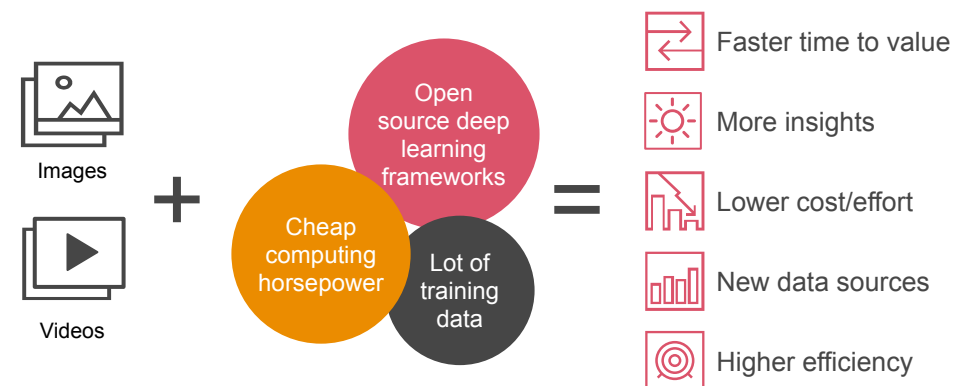 Images
Videos
+
Open
source deep
learning
frameworks
Cheap
computing
horsepower
Lot of
training
data
=
Faster time to value
More insights
Lower cost/effort
New data sources
Higher efficiency